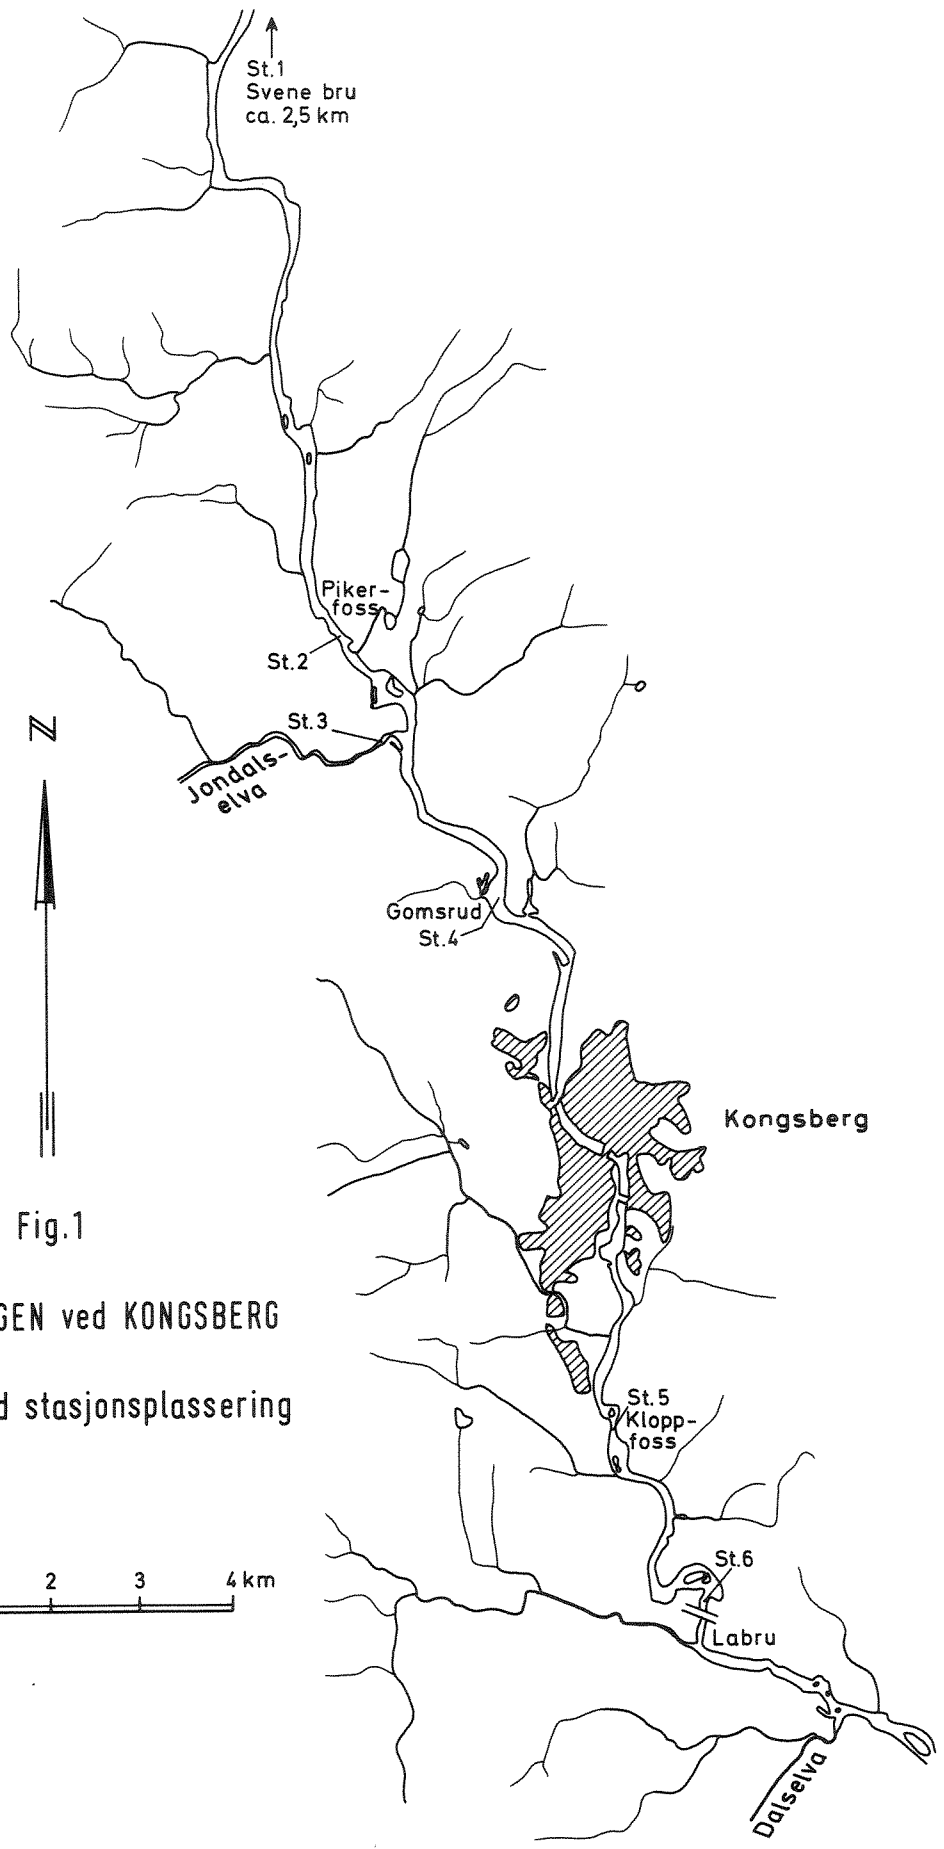 St.1
Svene bru
ca. 2,5 km
Piker-
foss
St.2
St.3
Jondals-
elva
N
Gomsrud
St.4
Kongsberg
Fig.1
GEN ved KONGSBERG
d stasjonsplassering
St.5
Klopp-
foss
2 3 4 km
St.6
Labru
Dalselva